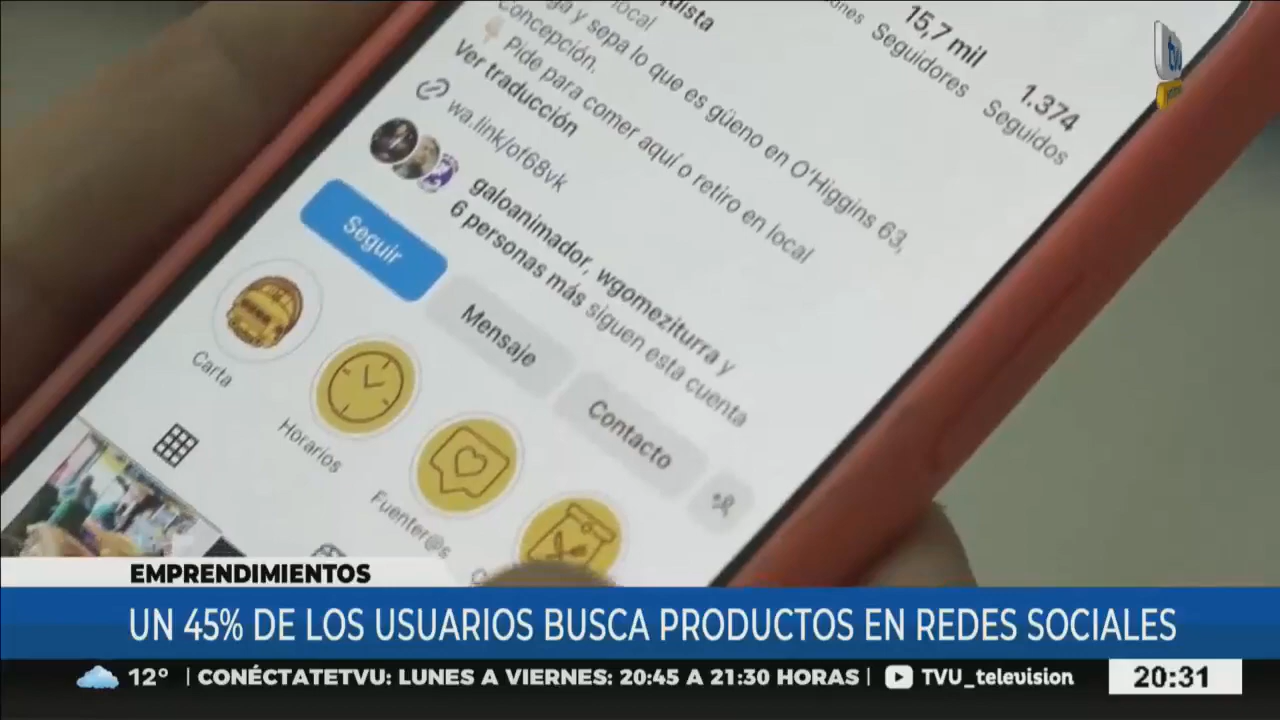 15,7 mil
Seguidores
1.374
Seguidos
local
ga y sepa lo que es güeno en O'Higgins 63,
Concepción.
Pide para comer aquí o retiro en local
Ver traducción
wa.link/of68vk
galoanimador, wgomeziturra y
6 personas más siguen esta cuenta
Seguir
Mensaje
Contacto
Carta
Horarios
Fuenter@s
tvu
EMPRENDIMIENTOS
UN 45% DE LOS USUARIOS BUSCA PRODUCTOS EN REDES SOCIALES
12° | CONÉCTATETVU: LUNES A VIERNES: 20:45 A 21:30 HORAS | TVU_television
20:31